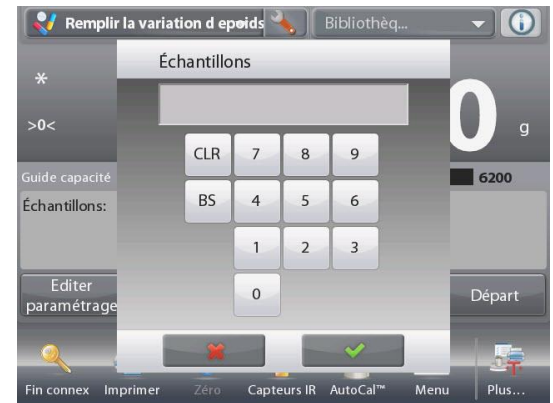 Remplir la variation d epoids
Bibliothèq...
Échantillons
*
>0<
0 g
Guide capacité
6200
Échantillons:
CLR 7 8 9
BS 4 5 6
1 2 3
0
Editer
paramétrage
Départ
Fin connex Imprimer Zéro Capteurs IR AutoCal™ Menu Plus...